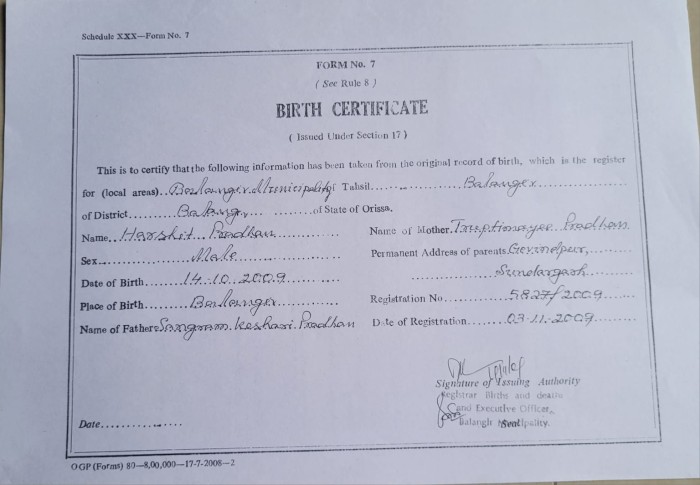 Schedule XXX—Form No. 7
FORM No. 7
( See Rule 8 )
BIRTH CERTIFICATE
( Issued Under Section 17 )
This is to certify that the following information has been taken from the original record of birth, which is the register
for (local areas)..Bolangir Municipality of Tahsil.............Balangir
of District........Balangir..........of State of Orissa.
Name..Harshit Pradhan............
Name of Mother.Truptimayee Pradhan
Sex............Male...............
Permanent Address of parents.Govindpur,
Sundargarh
Date of Birth......14.10.2009..........
Place of Birth.......Bolangir...........
Registration No..........5827/2009.......
Name of Father:Sangram Keshari Pradhan
Date of Registration.......03.11.2009.......
Signature of Issuing Authority
Registrar Births and deaths
and Executive Officer,
Balangir Municipality.
Seal
Date..................
OGP (Forms) 80—8,00,000—17-7-2008—2